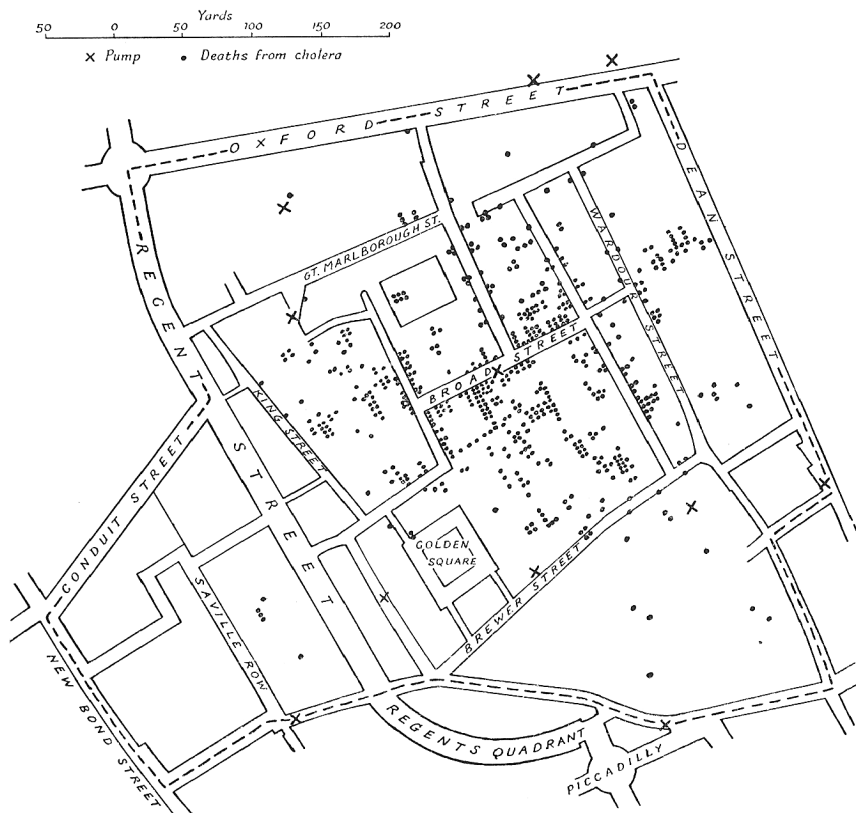 Yards
50 0 50 100 150 200
x Pump • Deaths from cholera
OXFORD STREET
DEAN STREET
WARDOUR STREET
GT. MARLBOROUGH ST.
REGENT STREET
BROAD STREET
KING STREET
CONDUIT STREET
GOLDEN
SQUARE
BREWER STREET
SAVILLE ROW
NEW BOND STREET
REGENTS QUADRANT
PICCADILLY